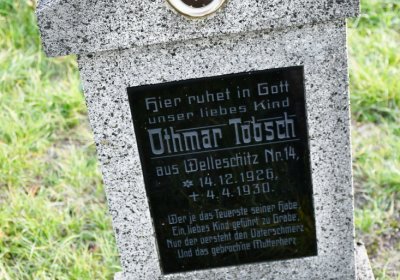 Hier ruhet in Gott
unser liebes Kind
Othmar Tobsch
aus Welleschitz Nr. 14,
* 14.12.1926,
+ 4.4.1930.
Wer je das Teuerste seiner Habe,
Ein liebes Kind geführt zu Grabe,
Nur der versteht den Vaterschmerz
Und das gebrochne Mutterherz